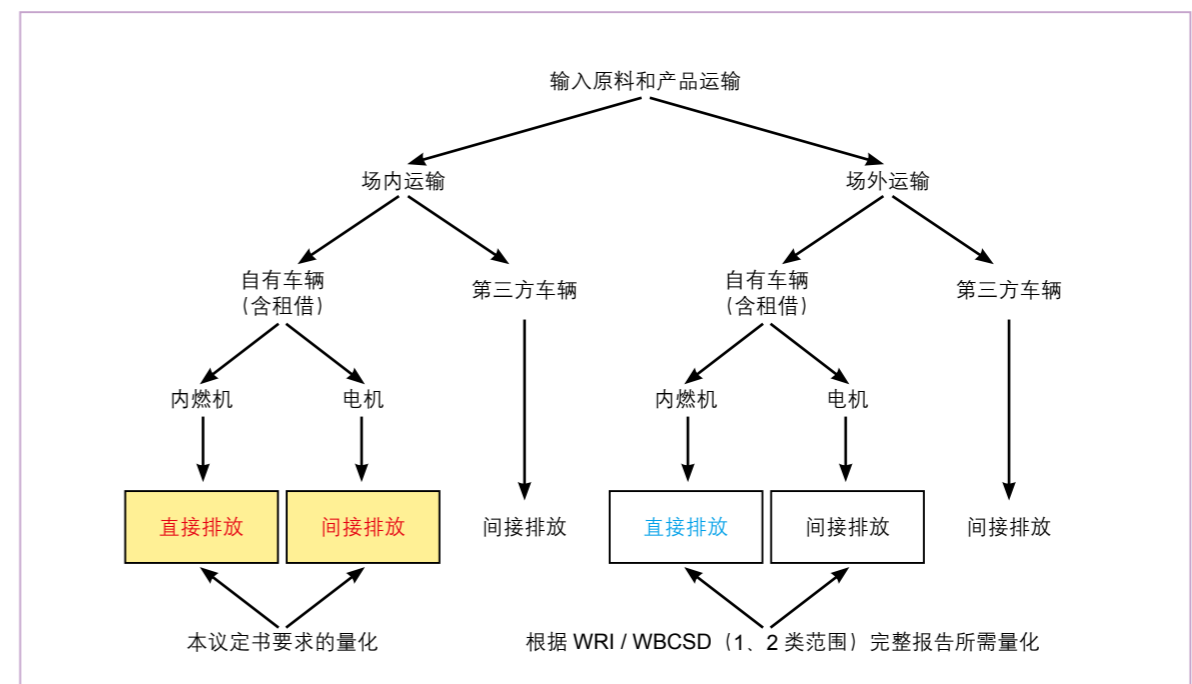 输入原料和产品运输
场内运输
场外运输
自有车辆
（含租借）
第三方车辆
自有车辆
（含租借）
第三方车辆
内燃机
电机
内燃机
电机
直接排放
间接排放
间接排放
直接排放
间接排放
间接排放
本议定书要求的量化
根据 WRI / WBCSD（1、2 类范围）完整报告所需量化